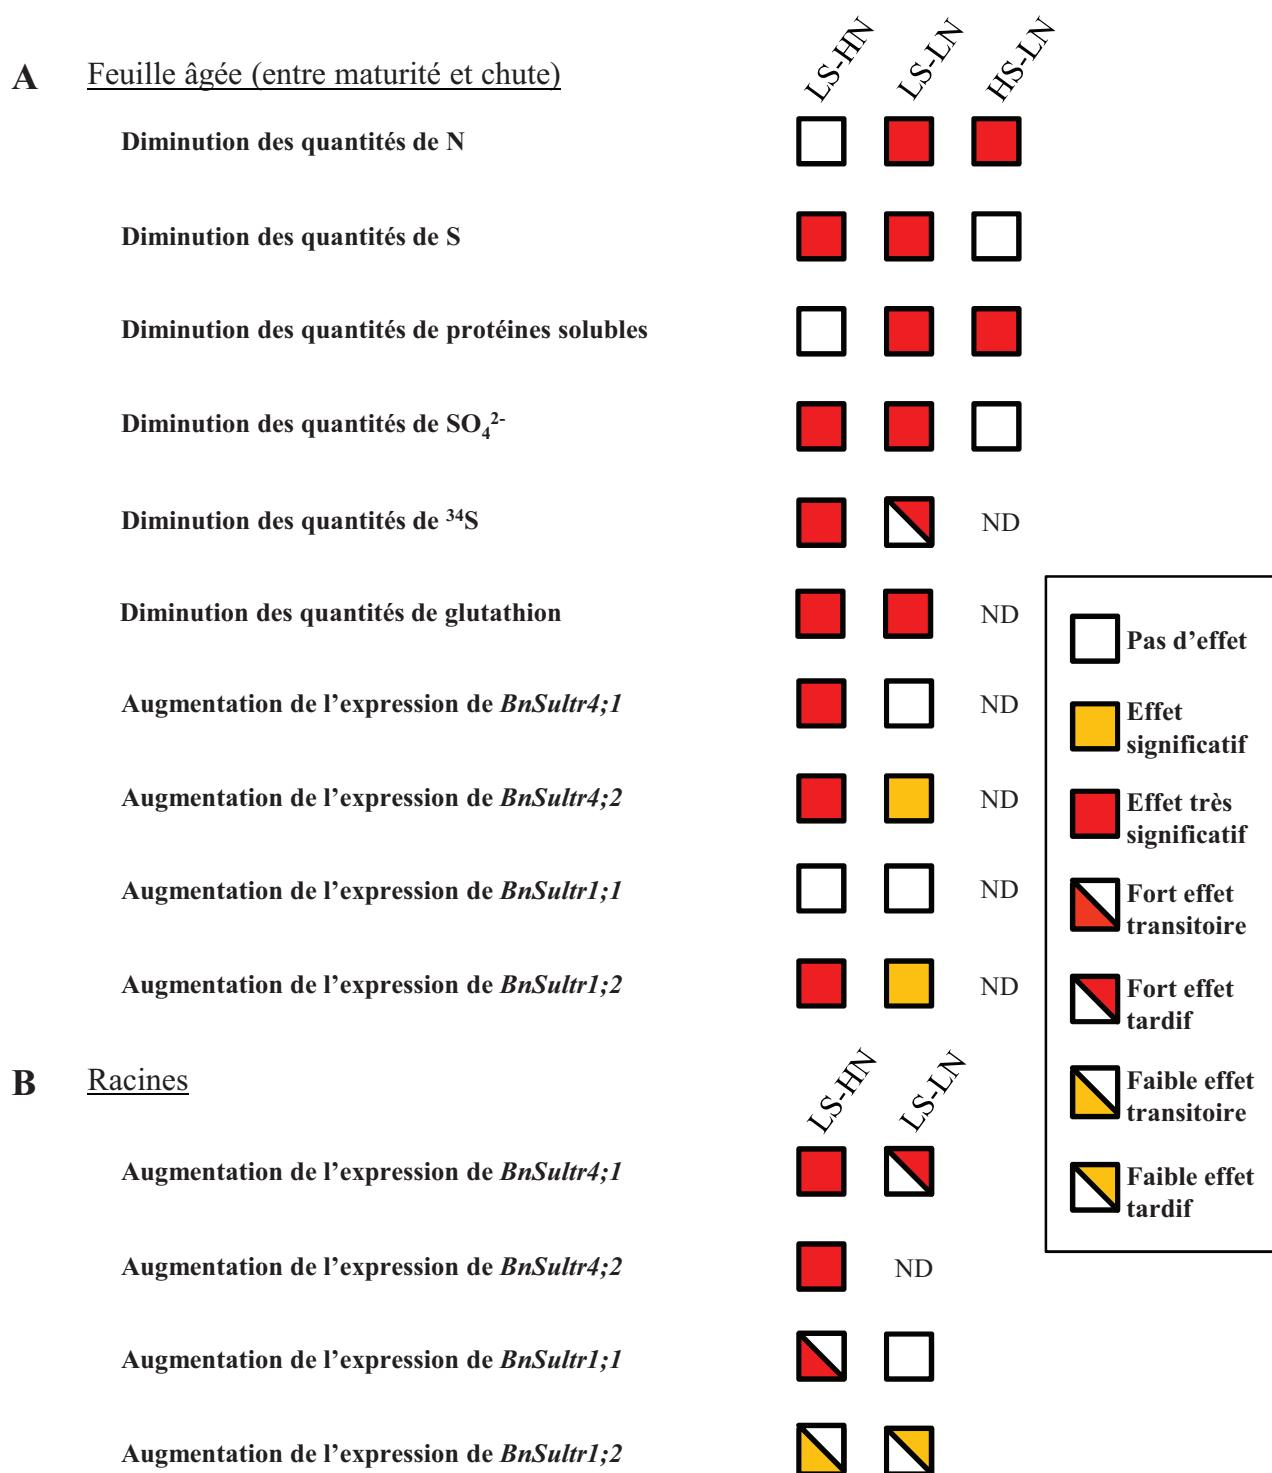 LS-HN LS-LN HS-LN
A Feuille âgée (entre maturité et chute)
Diminution des quantités de N
Diminution des quantités de S
Diminution des quantités de protéines solubles
Diminution des quantités de SO₄²⁻
Diminution des quantités de ³⁴S ND
Diminution des quantités de glutathion ND
Augmentation de l’expression de BnSultr4;1 ND
Augmentation de l’expression de BnSultr4;2 ND
Augmentation de l’expression de BnSultr1;1 ND
Augmentation de l’expression de BnSultr1;2 ND
LS-HN LS-LN
B Racines
Augmentation de l’expression de BnSultr4;1
Augmentation de l’expression de BnSultr4;2 ND
Augmentation de l’expression de BnSultr1;1
Augmentation de l’expression de BnSultr1;2
Pas d’effet
Effet
significatif
Effet très
significatif
Fort effet
transitoire
Fort effet
tardif
Faible effet
transitoire
Faible effet
tardif